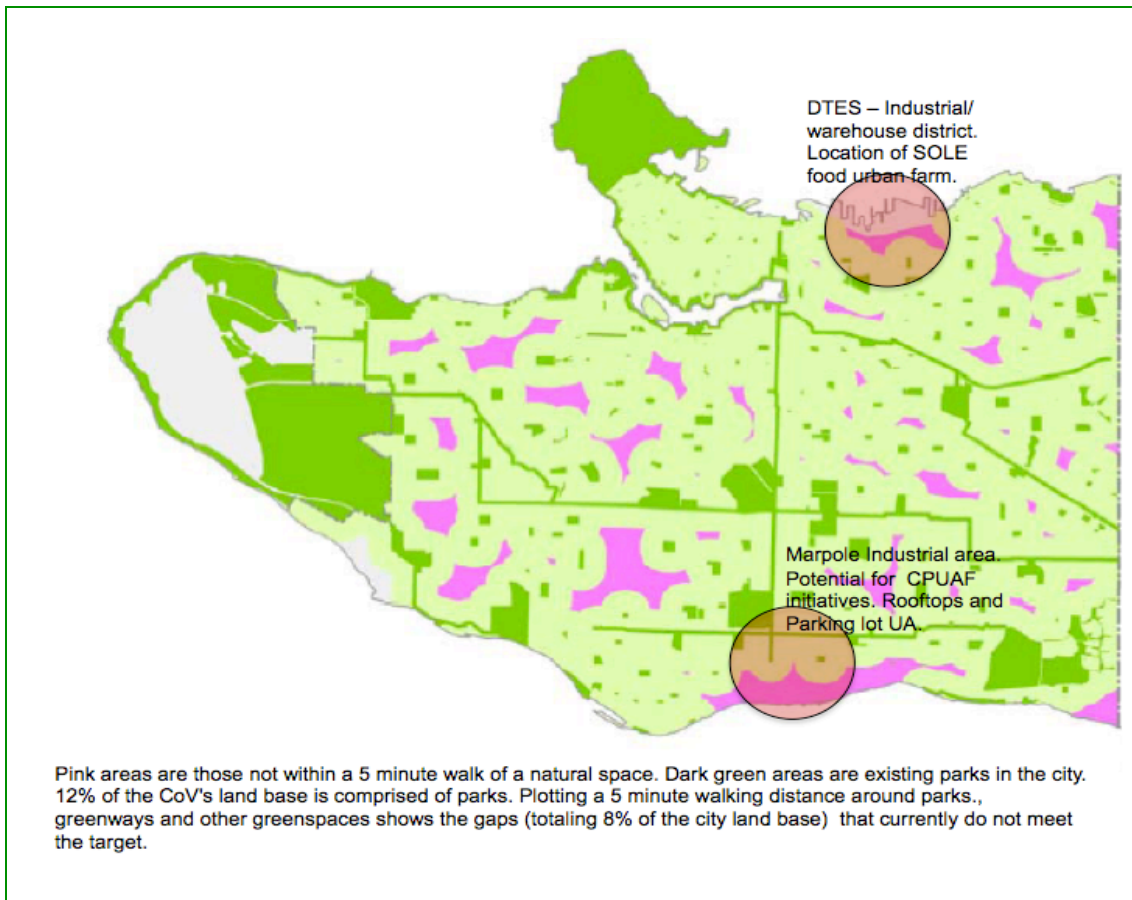 DTES – Industrial/
warehouse district.
Location of SOLE
food urban farm.
Marpole Industrial area.
Potential for  CPUAF
initiatives. Rooftops and
Parking lot UA.
Pink areas are those not within a 5 minute walk of a natural space. Dark green areas are existing parks in the city.
12% of the CoV's land base is comprised of parks. Plotting a 5 minute walking distance around parks.,
greenways and other greenspaces shows the gaps (totaling 8% of the city land base)  that currently do not meet
the target.